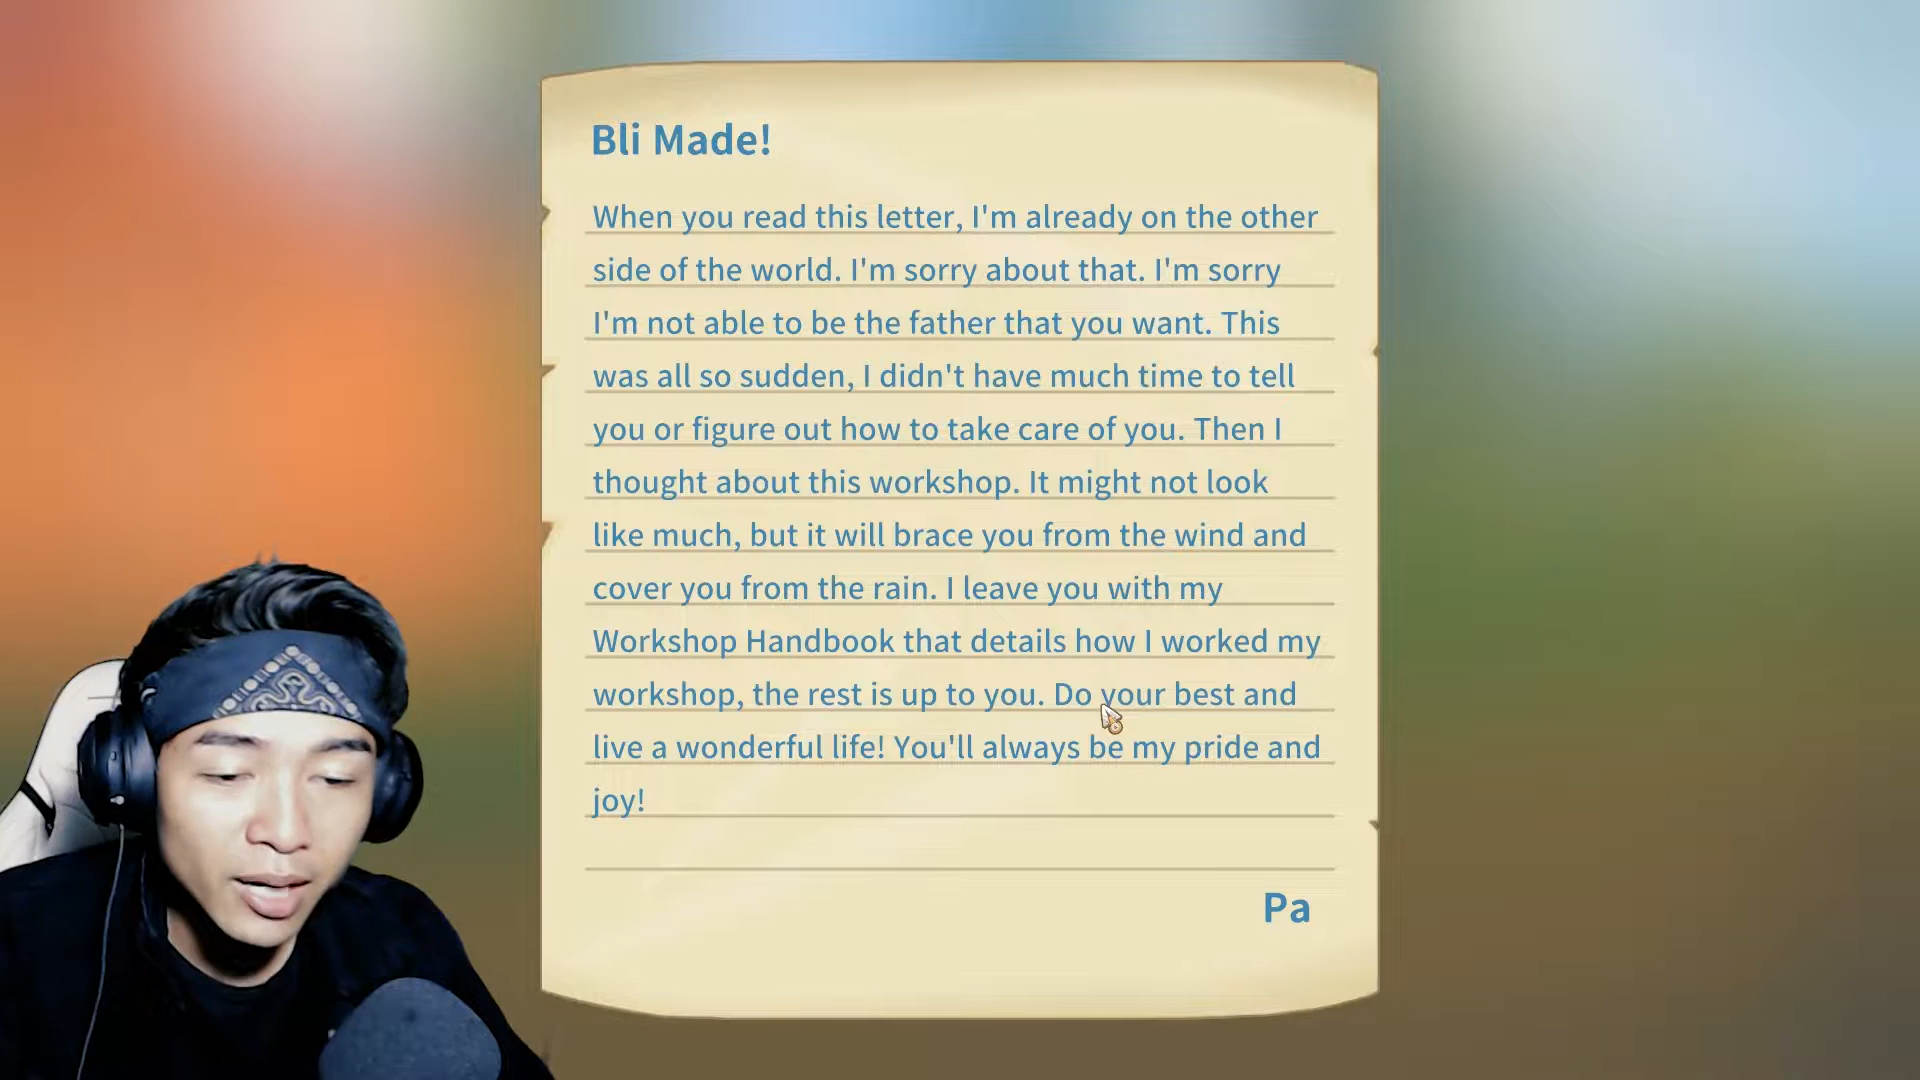 Bli Made!
When you read this letter, I'm already on the other
side of the world. I'm sorry about that. I'm sorry
I'm not able to be the father that you want. This
was all so sudden, I didn't have much time to tell
you or figure out how to take care of you. Then I
thought about this workshop. It might not look
like much, but it will brace you from the wind and
cover you from the rain. I leave you with my
Workshop Handbook that details how I worked my
workshop, the rest is up to you. Do your best and
live a wonderful life! You'll always be my pride and
joy!
Pa